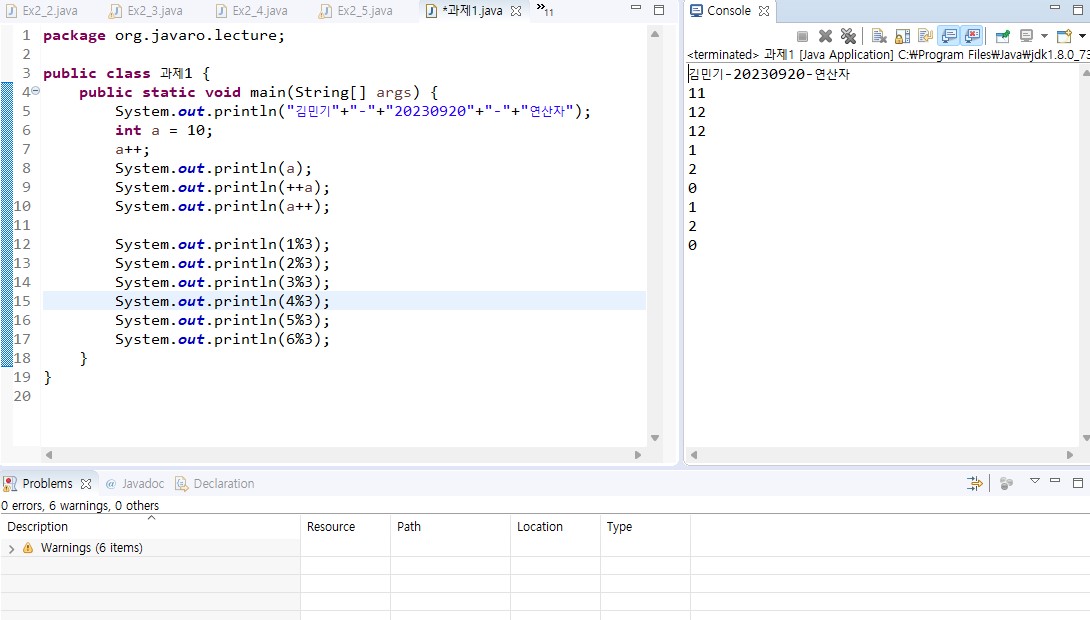 Ex2_2.java Ex2_3.java Ex2_4.java Ex2_5.java *과제1.java »11
1 package org.javaro.lecture;
2
3 public class 과제1 {
4 public static void main(String[] args) {
5 System.out.println("김민기"+"-"+"20230920"+"-"+"연산자");
6 int a = 10;
7 a++;
8 System.out.println(a);
9 System.out.println(++a);
10 System.out.println(a++);
11
12 System.out.println(1%3);
13 System.out.println(2%3);
14 System.out.println(3%3);
15 System.out.println(4%3);
16 System.out.println(5%3);
17 System.out.println(6%3);
18 }
19 }
20
Console
<terminated> 과제1 [Java Application] C:￦Program Files￦Java￦jdk1.8.0_73
김민기-20230920-연산자
11
12
12
1
2
0
1
2
0
Problems @ Javadoc Declaration
0 errors, 6 warnings, 0 others
Description Resource Path Location Type
Warnings (6 items)